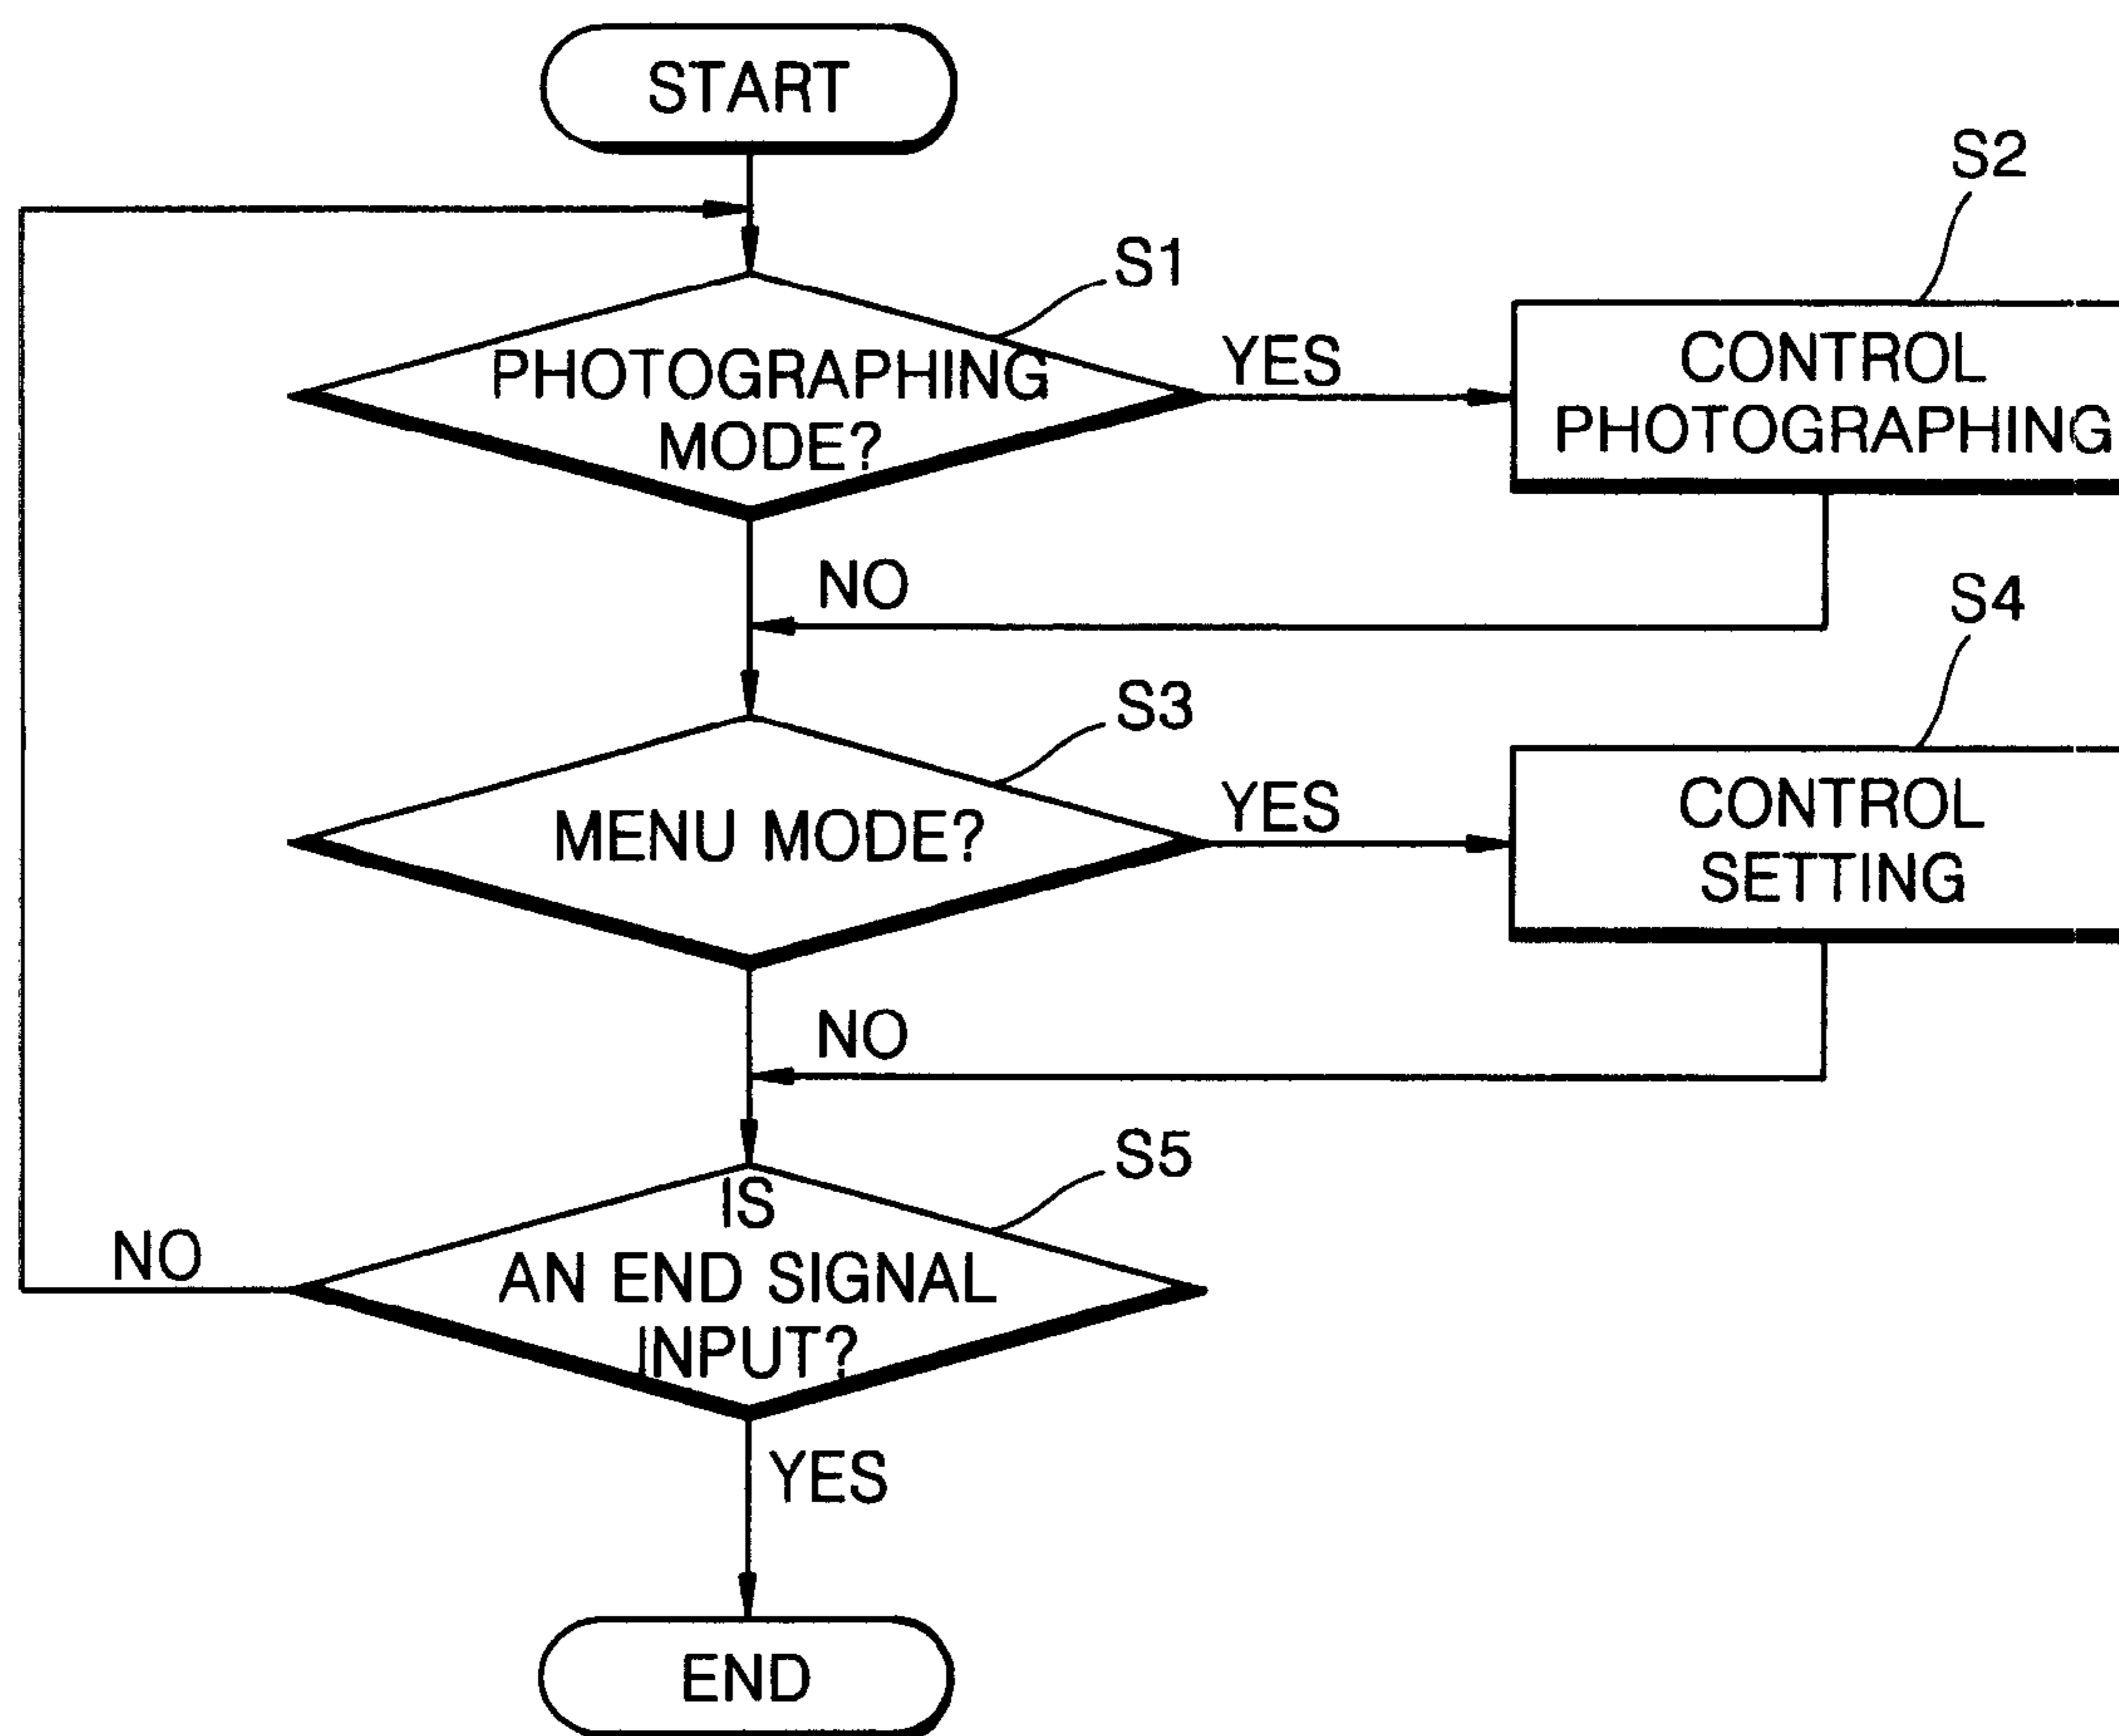 START
S1
PHOTOGRAPHING
MODE?
YES
S2
CONTROL
PHOTOGRAPHING
NO
S3
MENU MODE?
YES
S4
CONTROL
SETTING
NO
S5
IS
AN END SIGNAL
INPUT?
NO
YES
END